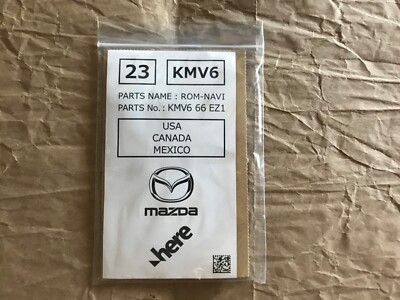 23 KMV6
PARTS NAME : ROM-NAVI
PARTS No. : KMV6 66 EZ1
USA
CANADA
MEXICO
mazda
here